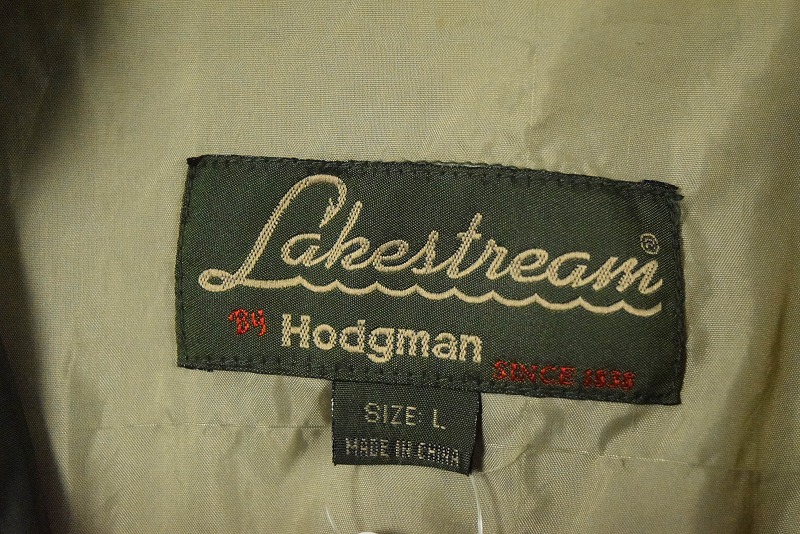 Lakestream®
By Hodgman
SINCE 1838
SIZE: L
MADE IN CHINA